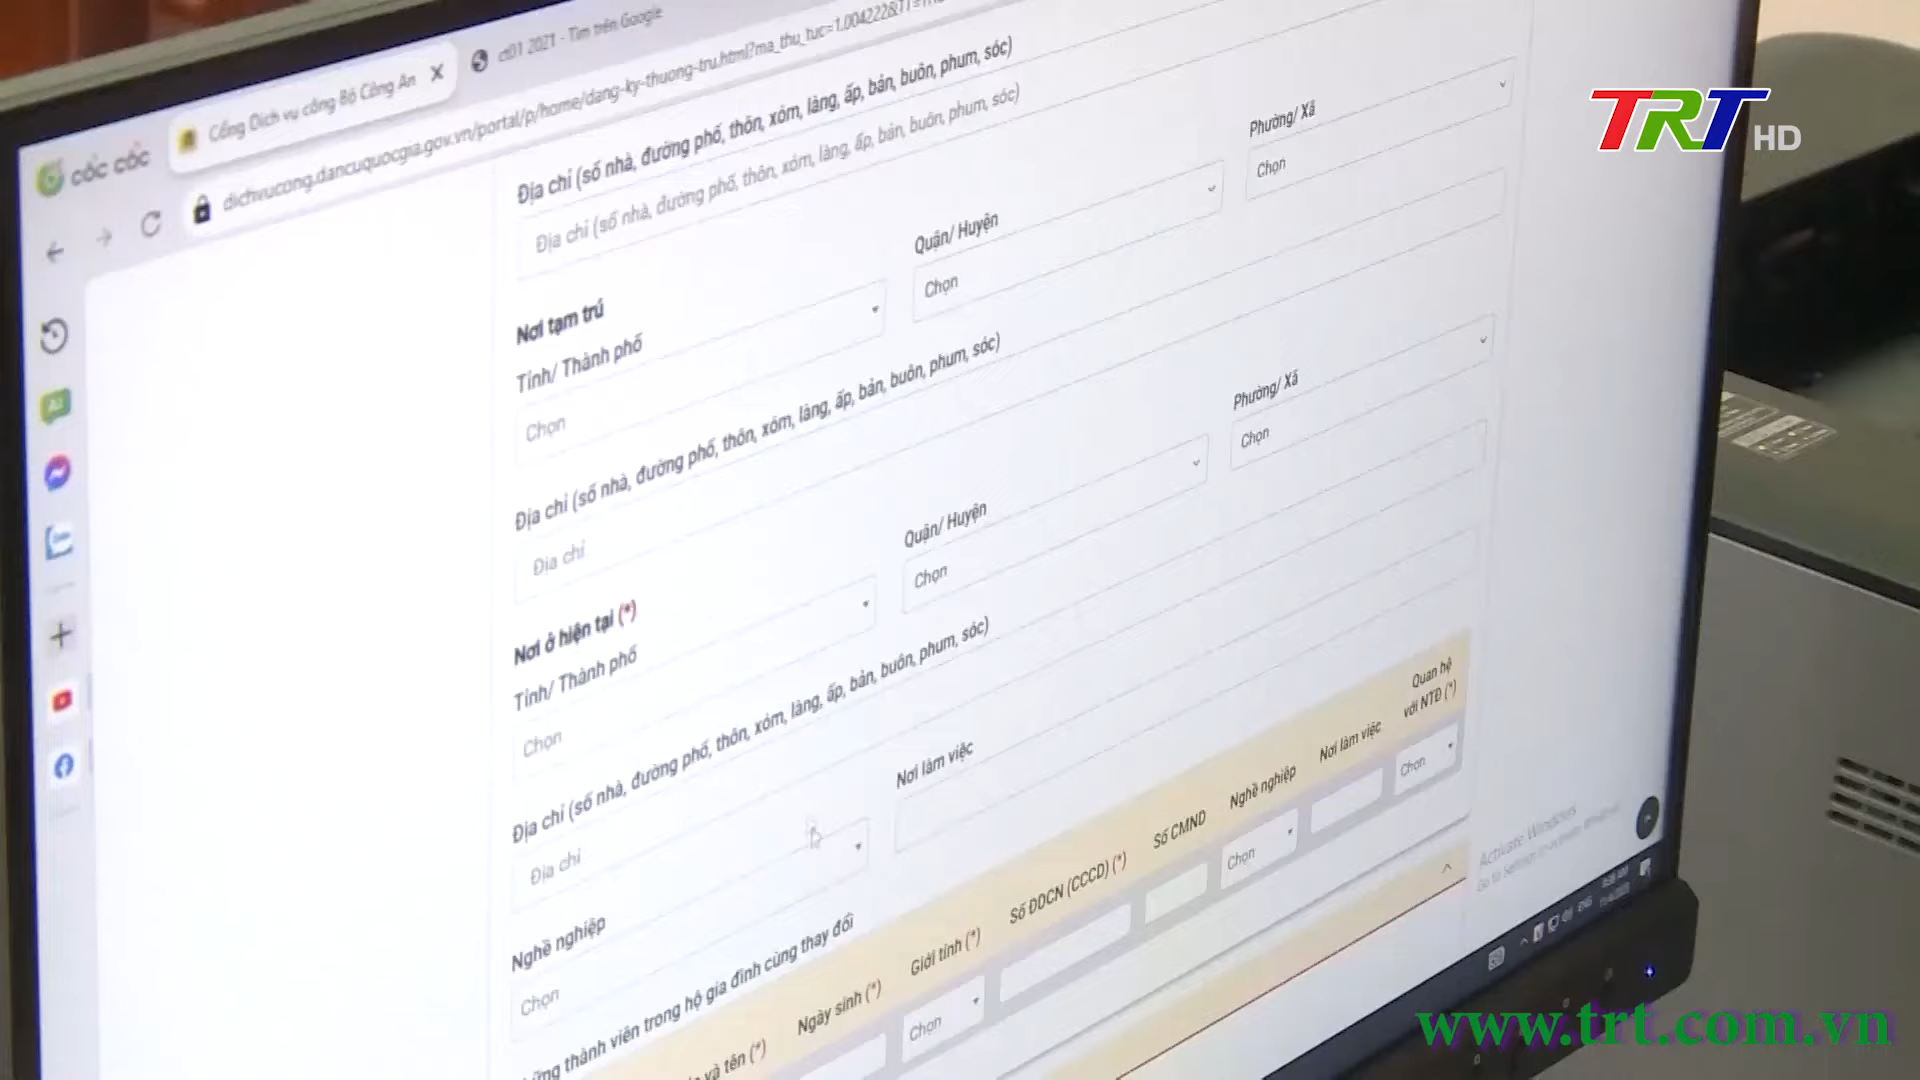 TRT HD
cốc cốc
Cổng Dịch vụ công Bộ Công An
ct01 2021 - Tìm trên Google
dichvucong.dancuquocgia.gov.vn/portal/p/home/dang-ky-thuong-tru.html?ma_thu_tuc=1.004222&TT=
Địa chỉ (số nhà, đường phố, thôn, xóm, làng, ấp, bản, buôn, phum, sóc)
Địa chỉ (số nhà, đường phố, thôn, xóm, làng, ấp, bản, buôn, phum, sóc)
Nơi tạm trú
Tỉnh/ Thành phố
Quận/ Huyện
Phường/ Xã
Chọn
Chọn
Chọn
Địa chỉ (số nhà, đường phố, thôn, xóm, làng, ấp, bản, buôn, phum, sóc)
Địa chỉ
Nơi ở hiện tại (*)
Tỉnh/ Thành phố
Quận/ Huyện
Phường/ Xã
Chọn
Chọn
Chọn
Địa chỉ (số nhà, đường phố, thôn, xóm, làng, ấp, bản, buôn, phum, sóc)
Địa chỉ
Nghề nghiệp
Nơi làm việc
Chọn
thành viên trong hộ gia đình cùng thay đổi
và tên (*)
Ngày sinh (*)
Giới tính (*)
Số ĐDCN (CCCD) (*)
Số CMND
Nghề nghiệp
Nơi làm việc
Quan hệ
với NTĐ (*)
Chọn
Chọn
Chọn
Activate Windows
ENG
www.trt.com.vn